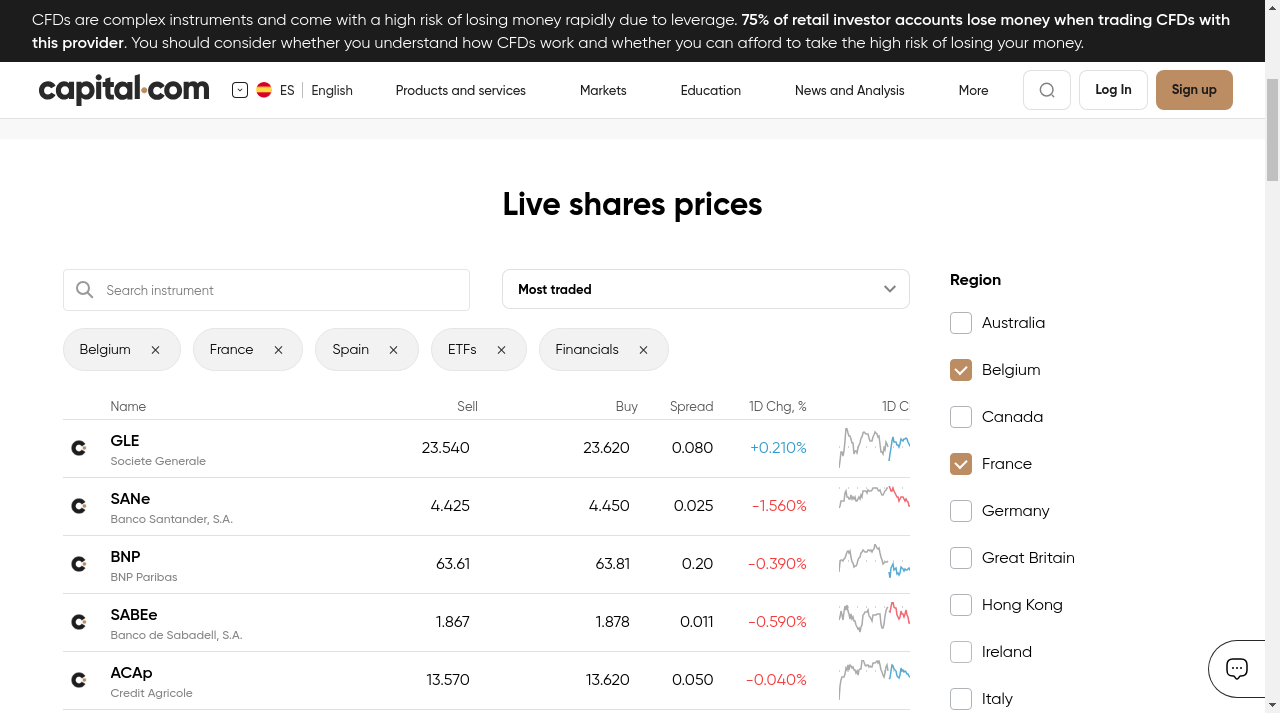 CFDs are complex instruments and come with a high risk of losing money rapidly due to leverage. 75% of retail investor accounts lose money when trading CFDs with
this provider. You should consider whether you understand how CFDs work and whether you can afford to take the high risk of losing your money.
capital.com ES English Products and services Markets Education News and Analysis More Log In Sign up
Live shares prices
Search instrument
Most traded
Belgium France Spain ETFs Financials
Name Sell Buy Spread 1D Chg, % 1D C
GLE 23.540 23.620 0.080 +0.210%
Societe Generale
SANe 4.425 4.450 0.025 -1.560%
Banco Santander, S.A.
BNP 63.61 63.81 0.20 -0.390%
BNP Paribas
SABEe 1.867 1.878 0.011 -0.590%
Banco de Sabadell, S.A.
ACAp 13.570 13.620 0.050 -0.040%
Credit Agricole
Region
Australia
Belgium
Canada
France
Germany
Great Britain
Hong Kong
Ireland
Italy